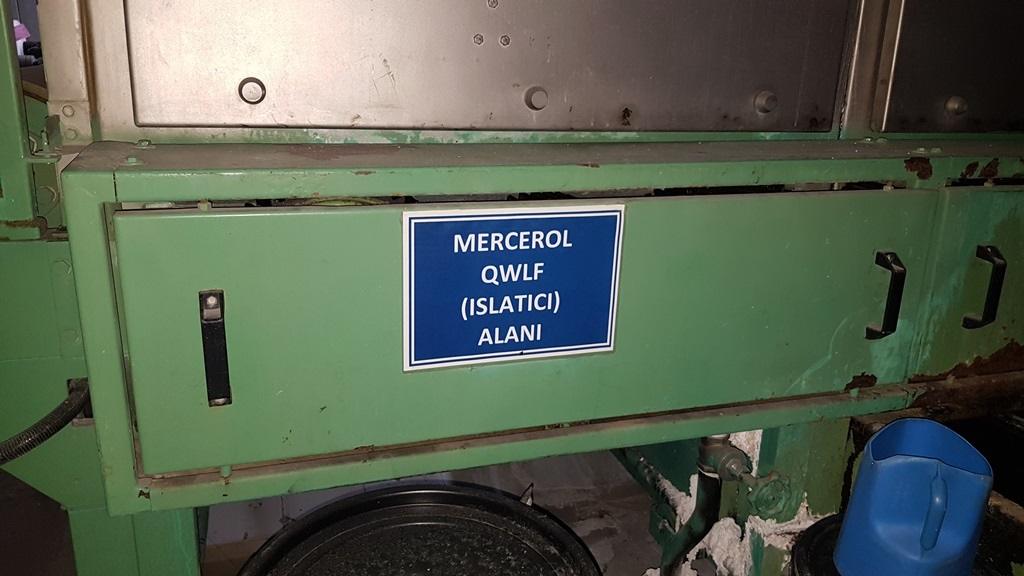 MERCEROL
QWLF
(ISLATICI)
ALANI